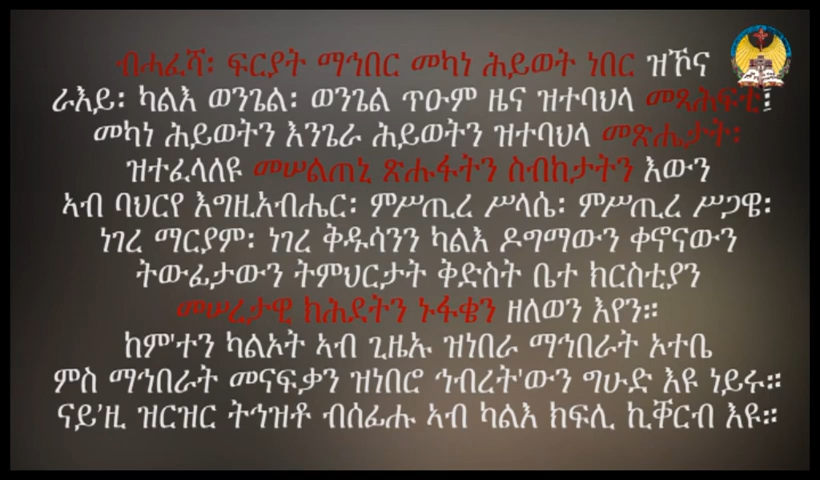 ብሓፈሻ፡ ፍርያት ማኅበር መካነ ሕይወት ነበር ዝኾና
ራእይ፡ ካልእ ወንጌል፡ ወንጌል ጥዑም ዜና ዝተባህላ መጻሕፍቲ፤
መካነ ሕይወትን እንጌራ ሕይወትን ዝተባህላ መጽሔታት፡
ዝተፈላለዩ መሠልጠኒ ጽሑፋትን ስብከታትን እውን
ኣብ ባህርየ እግዚአብሔር፡ ምሥጢረ ሥላሴ፡ ምሥጢረ ሥጋዌ፡
ነገረ ማርያም፡ ነገረ ቅዱሳንን ካልእ ዶግማውን ቀኖናውን
ትውፊታውን ትምህርታት ቅድስት ቤተ ክርስቲያን
መሠረታዊ ክሕደትን ኑፋቄን ዘለወን እየን።
ከም'ተን ካልኦት ኣብ ጊዜኡ ዝነበራ ማኅበራት ኦተቤ
ምስ ማኅበራት መናፍቃን ዝነበሮ ኅብረት'ውን ግሁድ እዩ ነይሩ።
ናይ'ዚ ዝርዝር ትኅዝቶ ብሰፊሑ ኣብ ካልእ ክፍሊ ኪቐርብ እዩ።